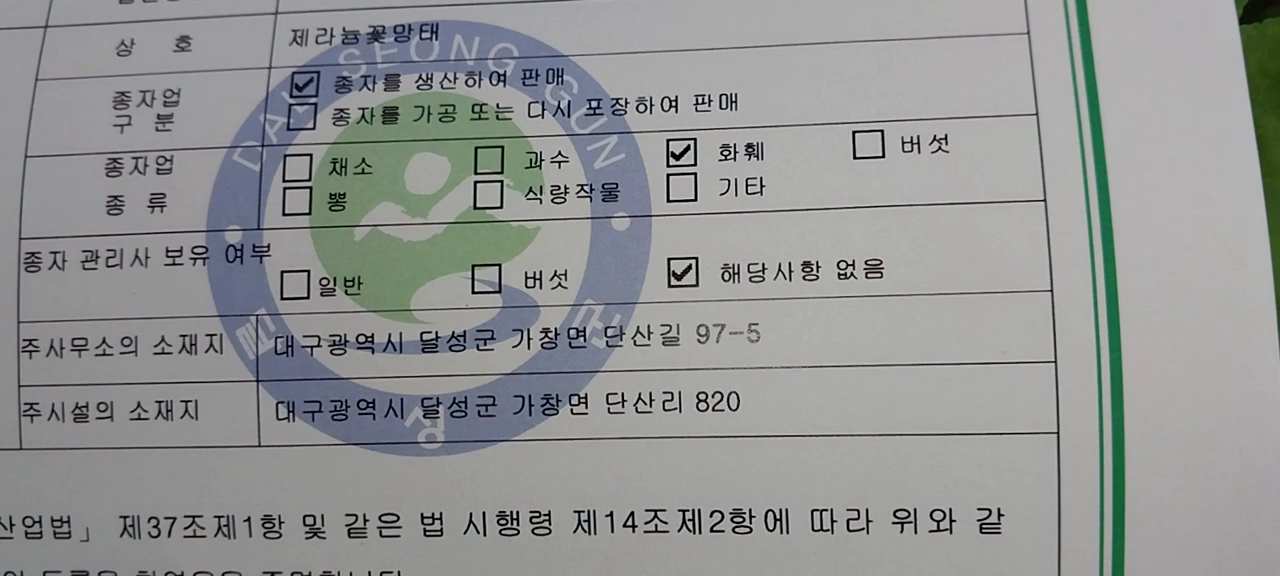 상 호 제라늄꽃망태
종자업 구 분
☑ 종자를 생산하여 판매
☐ 종자를 가공 또는 다시 포장하여 판매
종자업 종 류
☐ 채소 ☐ 과수 ☑ 화훼 ☐ 버섯
☐ 뽕 ☐ 식량작물 ☐ 기타
종자 관리사 보유 여부
☐ 일반 ☐ 버섯 ☑ 해당사항 없음
주사무소의 소재지 대구광역시 달성군 가창면 단산길 97-5
주시설의 소재지 대구광역시 달성군 가창면 단산리 820
산업법」 제37조제1항 및 같은 법 시행령 제14조제2항에 따라 위와 같
DALSEONG GUN
달성군